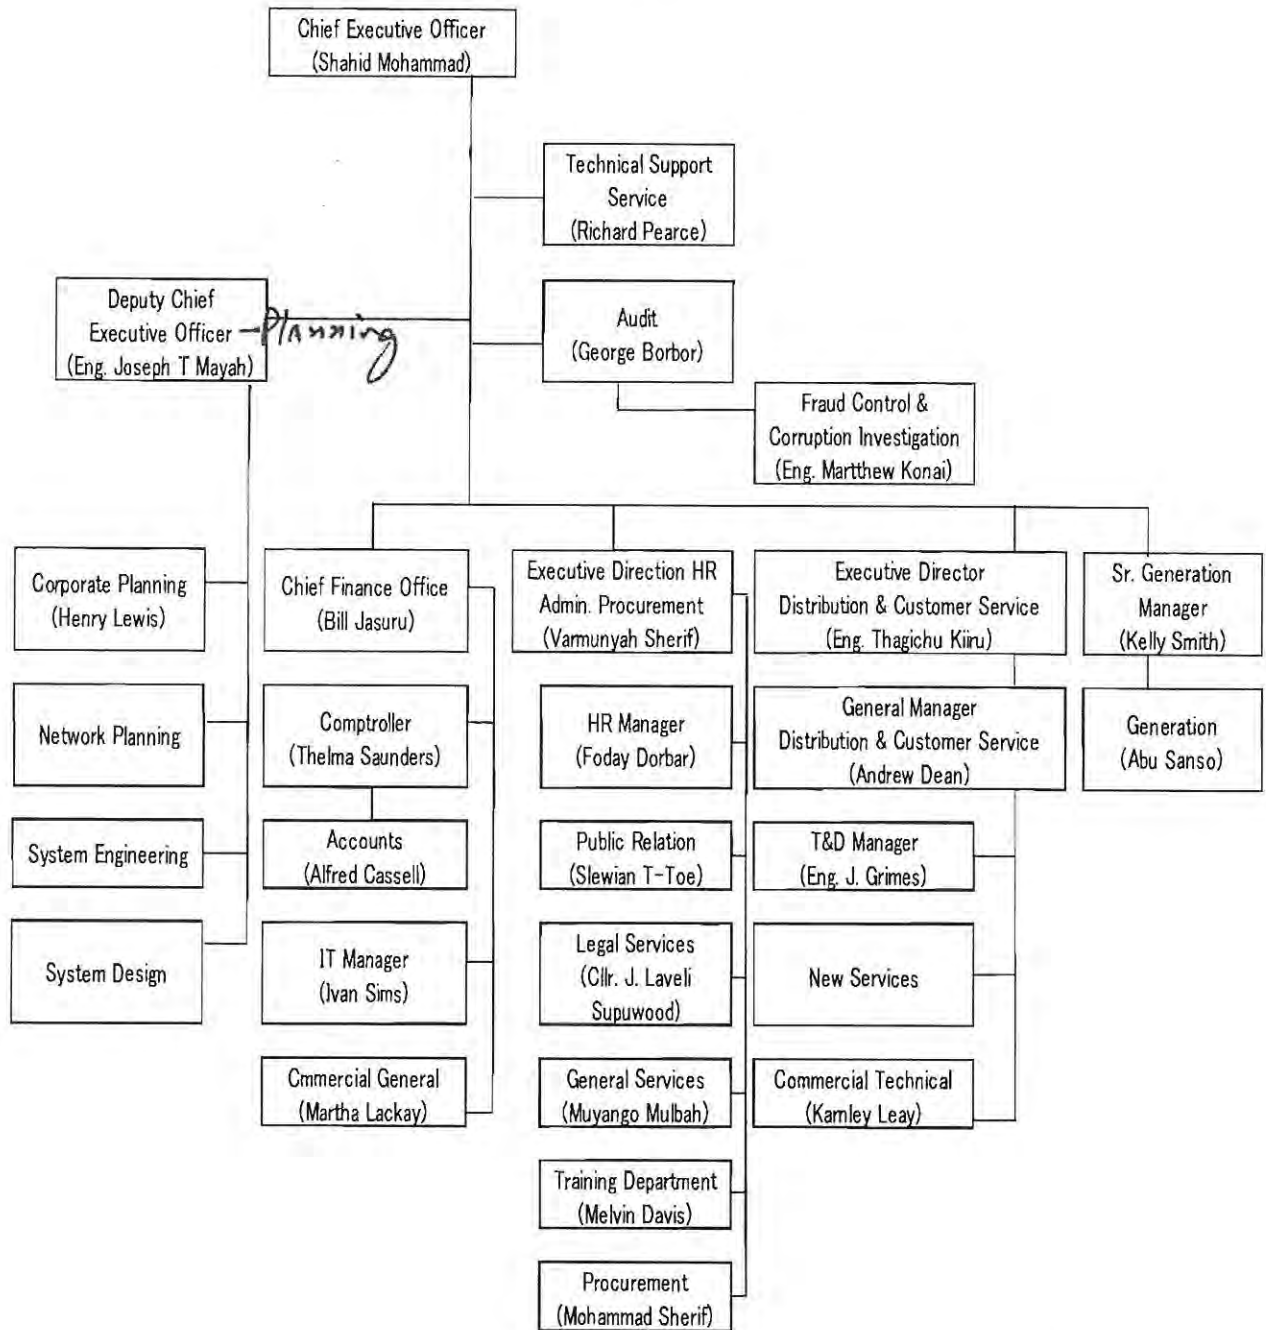 Chief Executive Officer
(Shahid Mohammad)
Technical Support
Service
(Richard Pearce)
Deputy Chief
Executive Officer – Planning
(Eng. Joseph T Mayah)
Audit
(George Borbor)
Fraud Control &
Corruption Investigation
(Eng. Martthew Konai)
Corporate Planning
(Henry Lewis)
Network Planning
System Engineering
System Design
Chief Finance Office
(Bill Jasuru)
Comptroller
(Thelma Saunders)
Accounts
(Alfred Cassell)
IT Manager
(Ivan Sims)
Cmmercial General
(Martha Lackay)
Executive Direction HR
Admin. Procurement
(Varmunyah Sherif)
HR Manager
(Foday Dorbar)
Public Relation
(Slewian T-Toe)
Legal Services
(Cllr. J. Laveli
Supuwood)
General Services
(Muyango Mulbah)
Training Department
(Melvin Davis)
Procurement
(Mohammad Sherif)
Executive Director
Distribution & Customer Service
(Eng. Thagichu Kiiru)
General Manager
Distribution & Customer Service
(Andrew Dean)
T&D Manager
(Eng. J. Grimes)
New Services
Commercial Technical
(Kamley Leay)
Sr. Generation
Manager
(Kelly Smith)
Generation
(Abu Sanso)